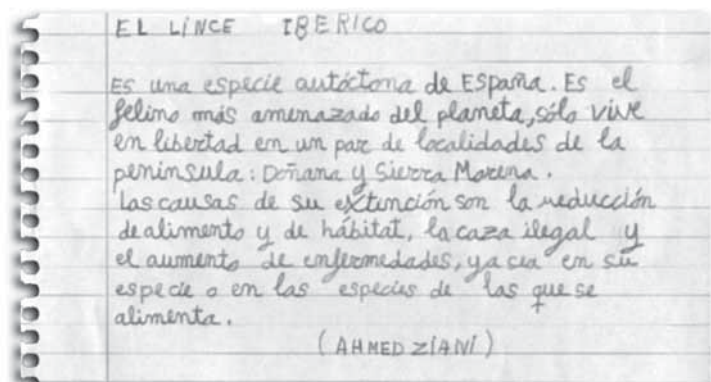 EL LÍNCE IBERICO
Es una especie autóctona de España. Es el
felino más amenazado del planeta, sólo vive
en libertad en un par de localidades de la
peninsula: Doñana y Sierra Morena.
Las causas de su extinción son la reducción
de alimento y de hábitat, la caza ilegal y
el aumento de enfermedades, ya sea en su
especie o en las especies de las que se
alimenta.
(AHMED ZIANI)